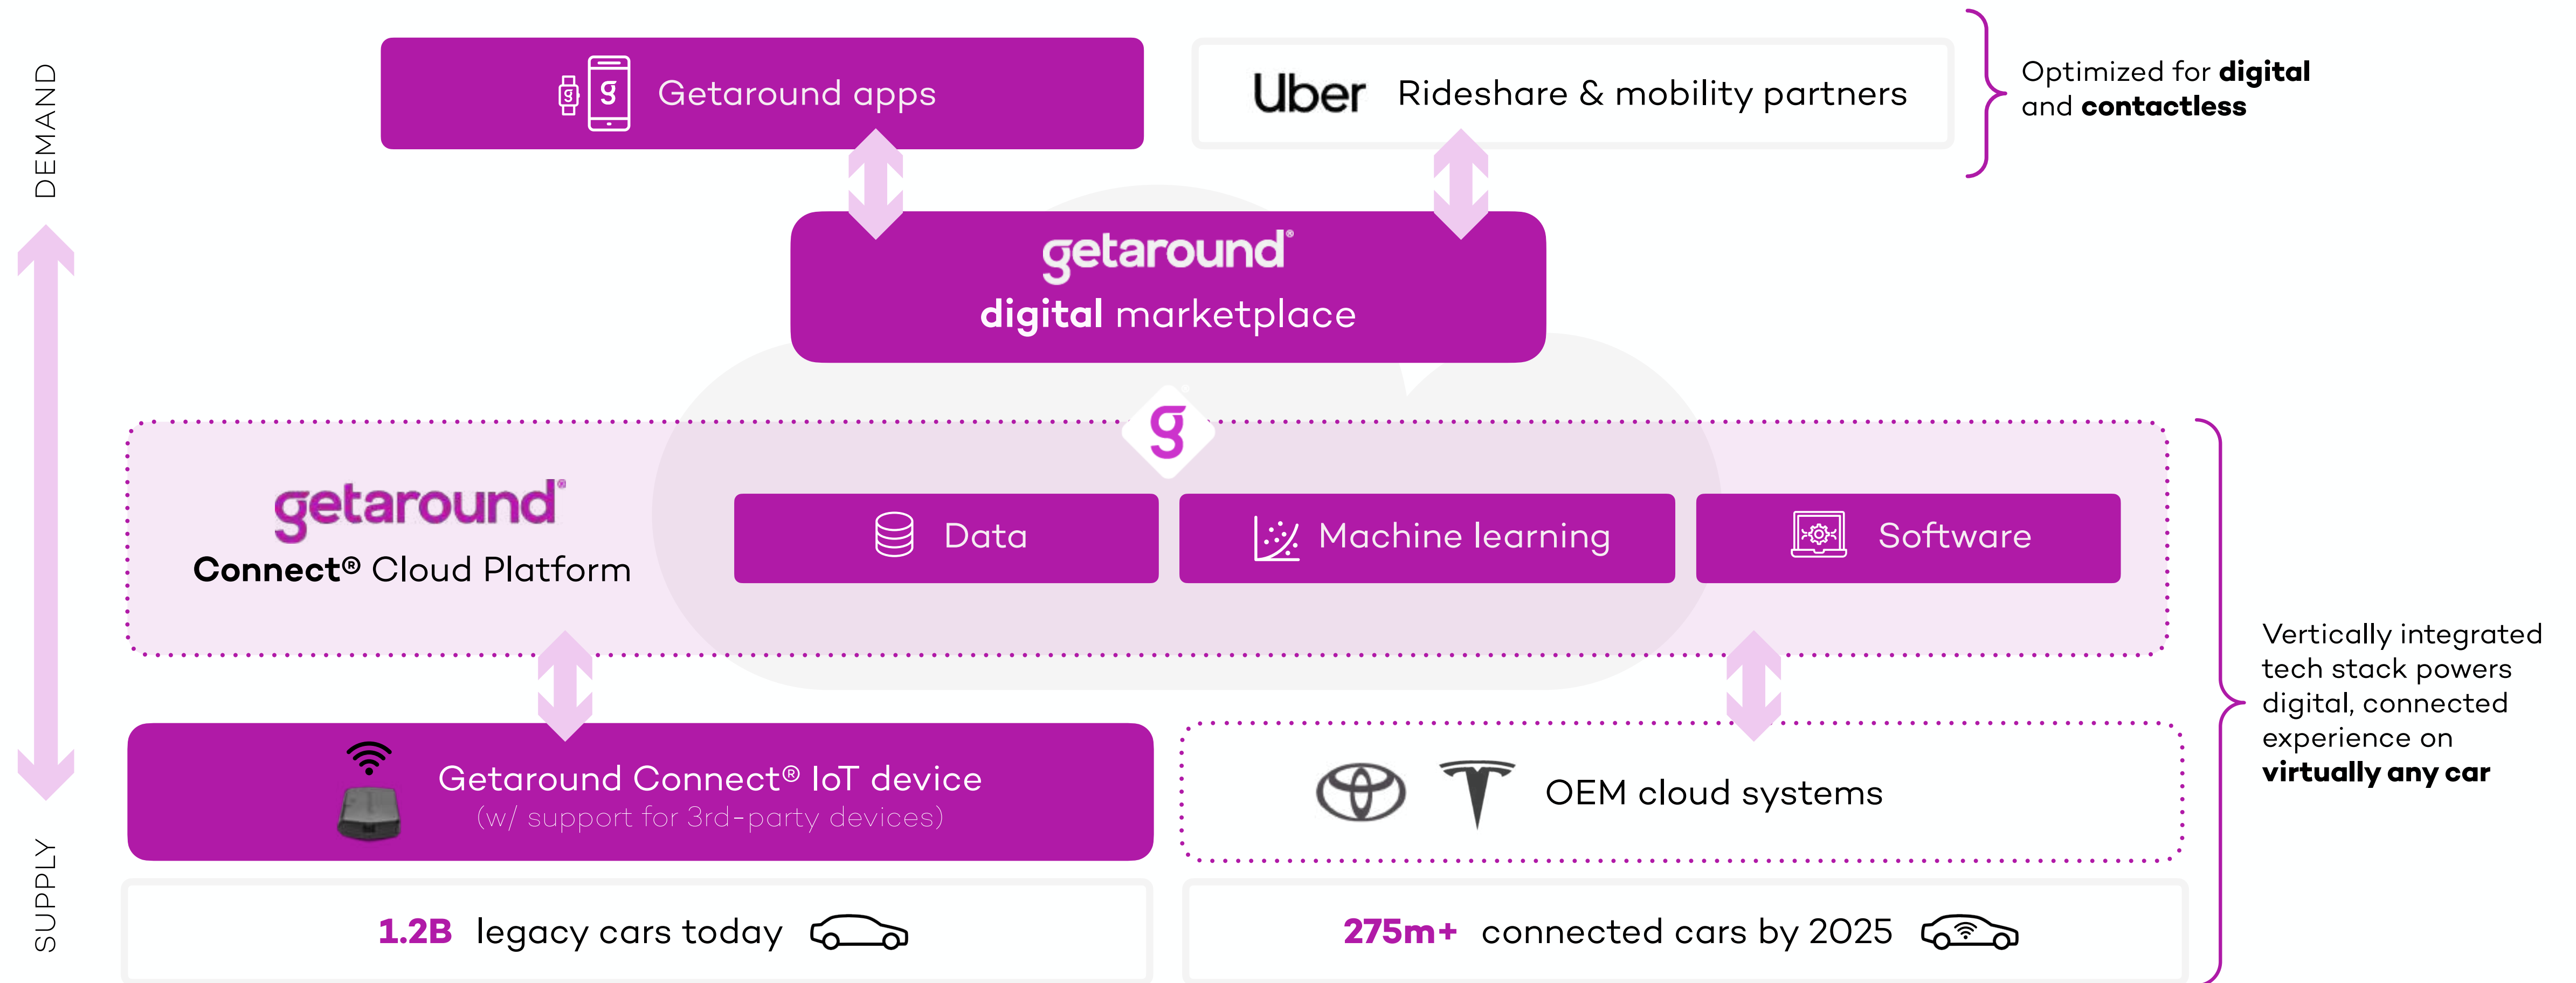 DEMAND
g
g
Getaround apps
Uber Rideshare & mobility partners
Optimized for digital
and contactless
getaround®
digital marketplace
g
getaround®
Connect® Cloud Platform
Data
Machine learning
Software
Getaround Connect® IoT device
(w/ support for 3rd-party devices)
OEM cloud systems
Vertically integrated
tech stack powers
digital, connected
experience on
virtually any car
SUPPLY
1.2B legacy cars today
275m+ connected cars by 2025